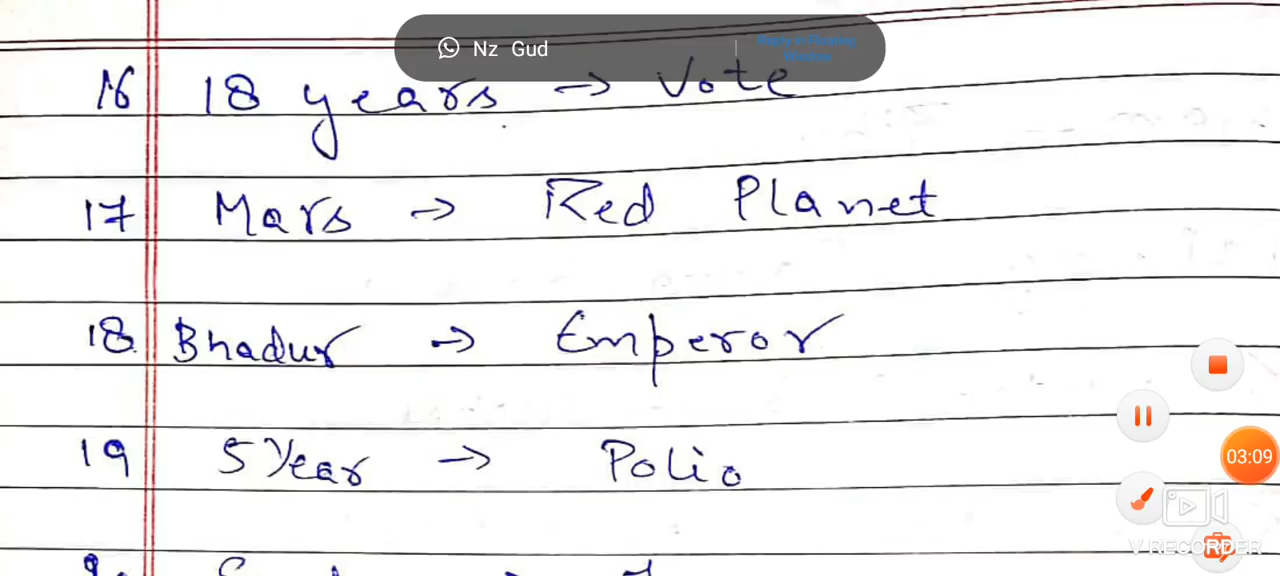 Nz Gud
16 18 years → Vote
17 Mars → Red Planet
18. Bhadur → Emperor
19 5 Year → Polio
03:09
V RECORDER